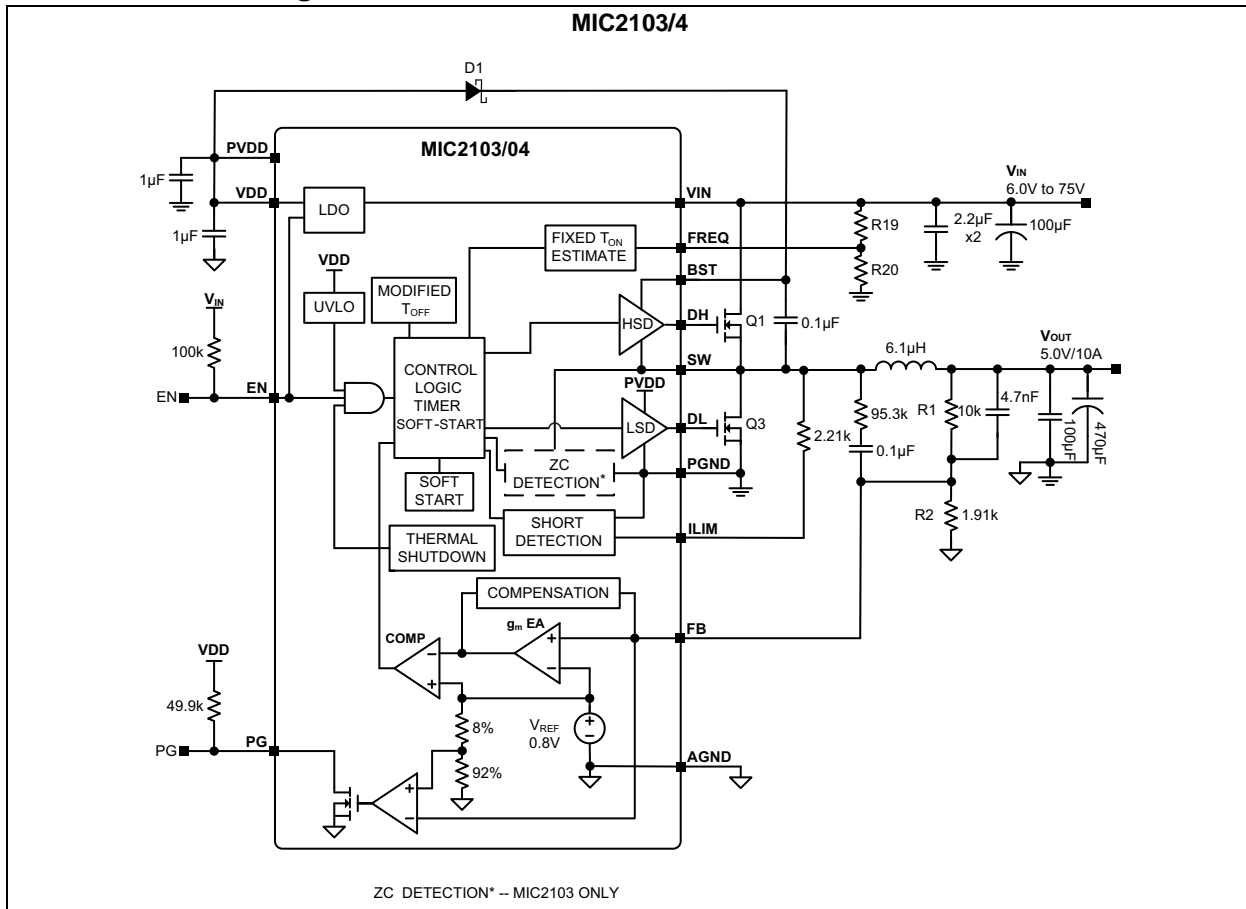 MIC2103/4
D1
MIC2103/04
PVDD
1µF
VDD
1µF
LDO
VIN
VIN
6.0V to 75V
R19
2.2µF
x2
100µF
FIXED TON
ESTIMATE
FREQ
R20
VDD
UVLO
MODIFIED
TOFF
BST
VIN
100k
HSD
DH
Q1
0.1µF
SW
6.1µH
VOUT
5.0V/10A
EN
EN
CONTROL
LOGIC
TIMER
SOFT-START
PVDD
LSD
DL
Q3
2.21k
95.3k
0.1µF
R1
10k
4.7nF
100µF
470µF
PGND
ZC
DETECTION*
SOFT
START
SHORT
DETECTION
ILIM
R2
1.91k
THERMAL
SHUTDOWN
COMPENSATION
gm EA
FB
COMP
+
−
−
+
VDD
49.9k
8%
VREF
0.8V
+
−
PG
PG
92%
AGND
+
−
ZC DETECTION* -- MIC2103 ONLY